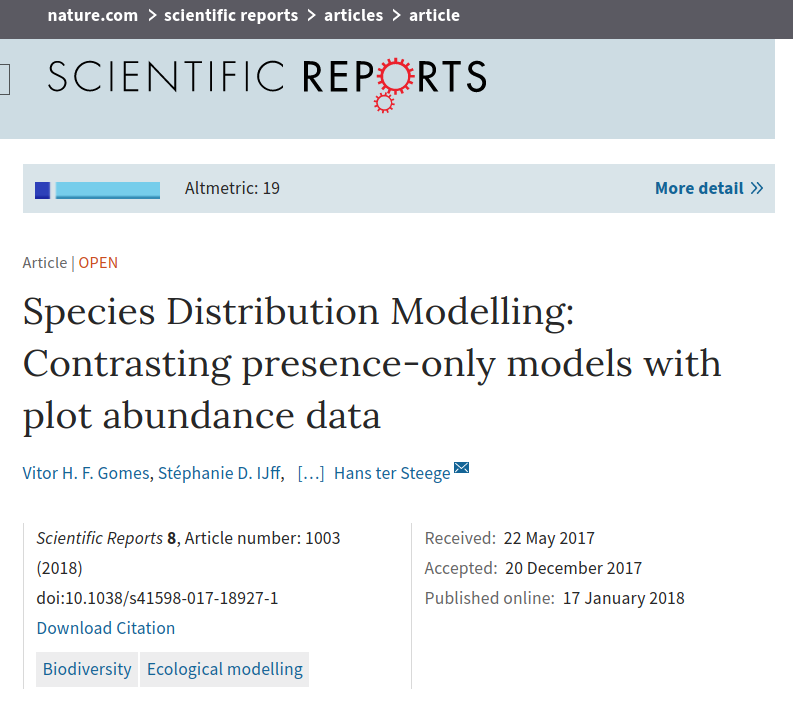 nature.com > scientific reports > articles > article
SCIENTIFIC REPORTS
Altmetric: 19 More detail »
Article | OPEN
Species Distribution Modelling:
Contrasting presence-only models with
plot abundance data
Vitor H. F. Gomes, Stéphanie D. IJff, [...] Hans ter Steege
Scientific Reports 8, Article number: 1003
(2018)
doi:10.1038/s41598-017-18927-1
Download Citation
Biodiversity Ecological modelling
Received: 22 May 2017
Accepted: 20 December 2017
Published online: 17 January 2018